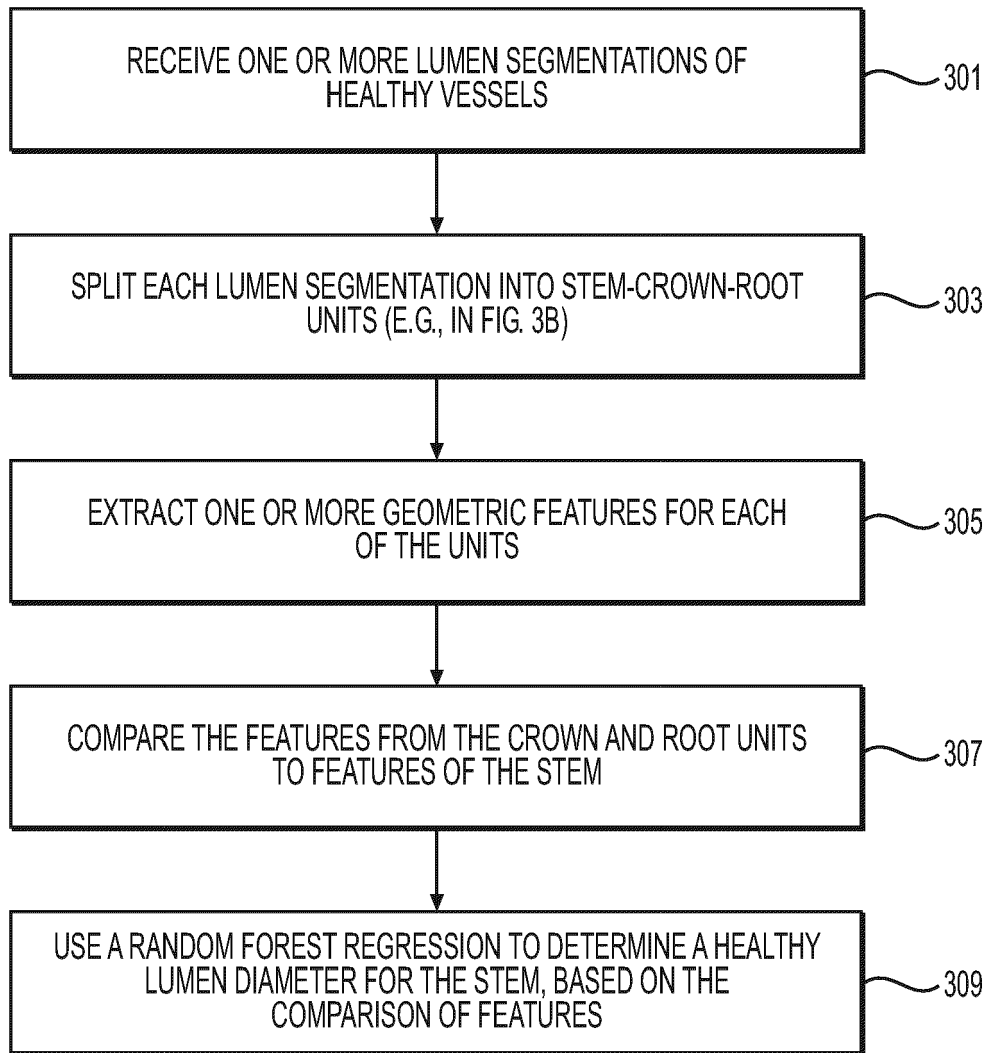 RECEIVE ONE OR MORE LUMEN SEGMENTATIONS OF
HEALTHY VESSELS
301
SPLIT EACH LUMEN SEGMENTATION INTO STEM-CROWN-ROOT
UNITS (E.G., IN FIG. 3B)
303
EXTRACT ONE OR MORE GEOMETRIC FEATURES FOR EACH
OF THE UNITS
305
COMPARE THE FEATURES FROM THE CROWN AND ROOT UNITS
TO FEATURES OF THE STEM
307
USE A RANDOM FOREST REGRESSION TO DETERMINE A HEALTHY
LUMEN DIAMETER FOR THE STEM, BASED ON THE
COMPARISON OF FEATURES
309